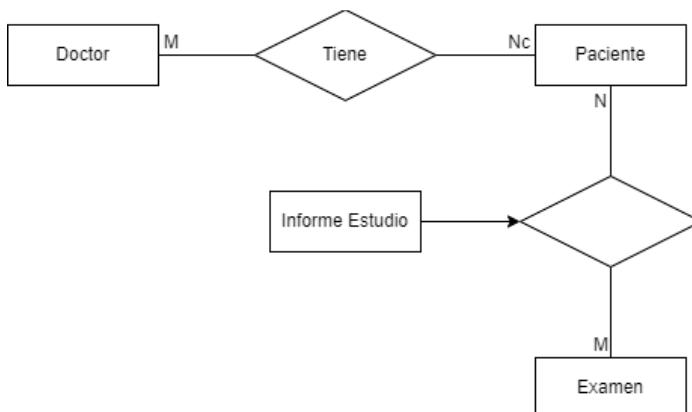 Doctor
M
Tiene
Nc
Paciente
N
Informe Estudio
M
Examen